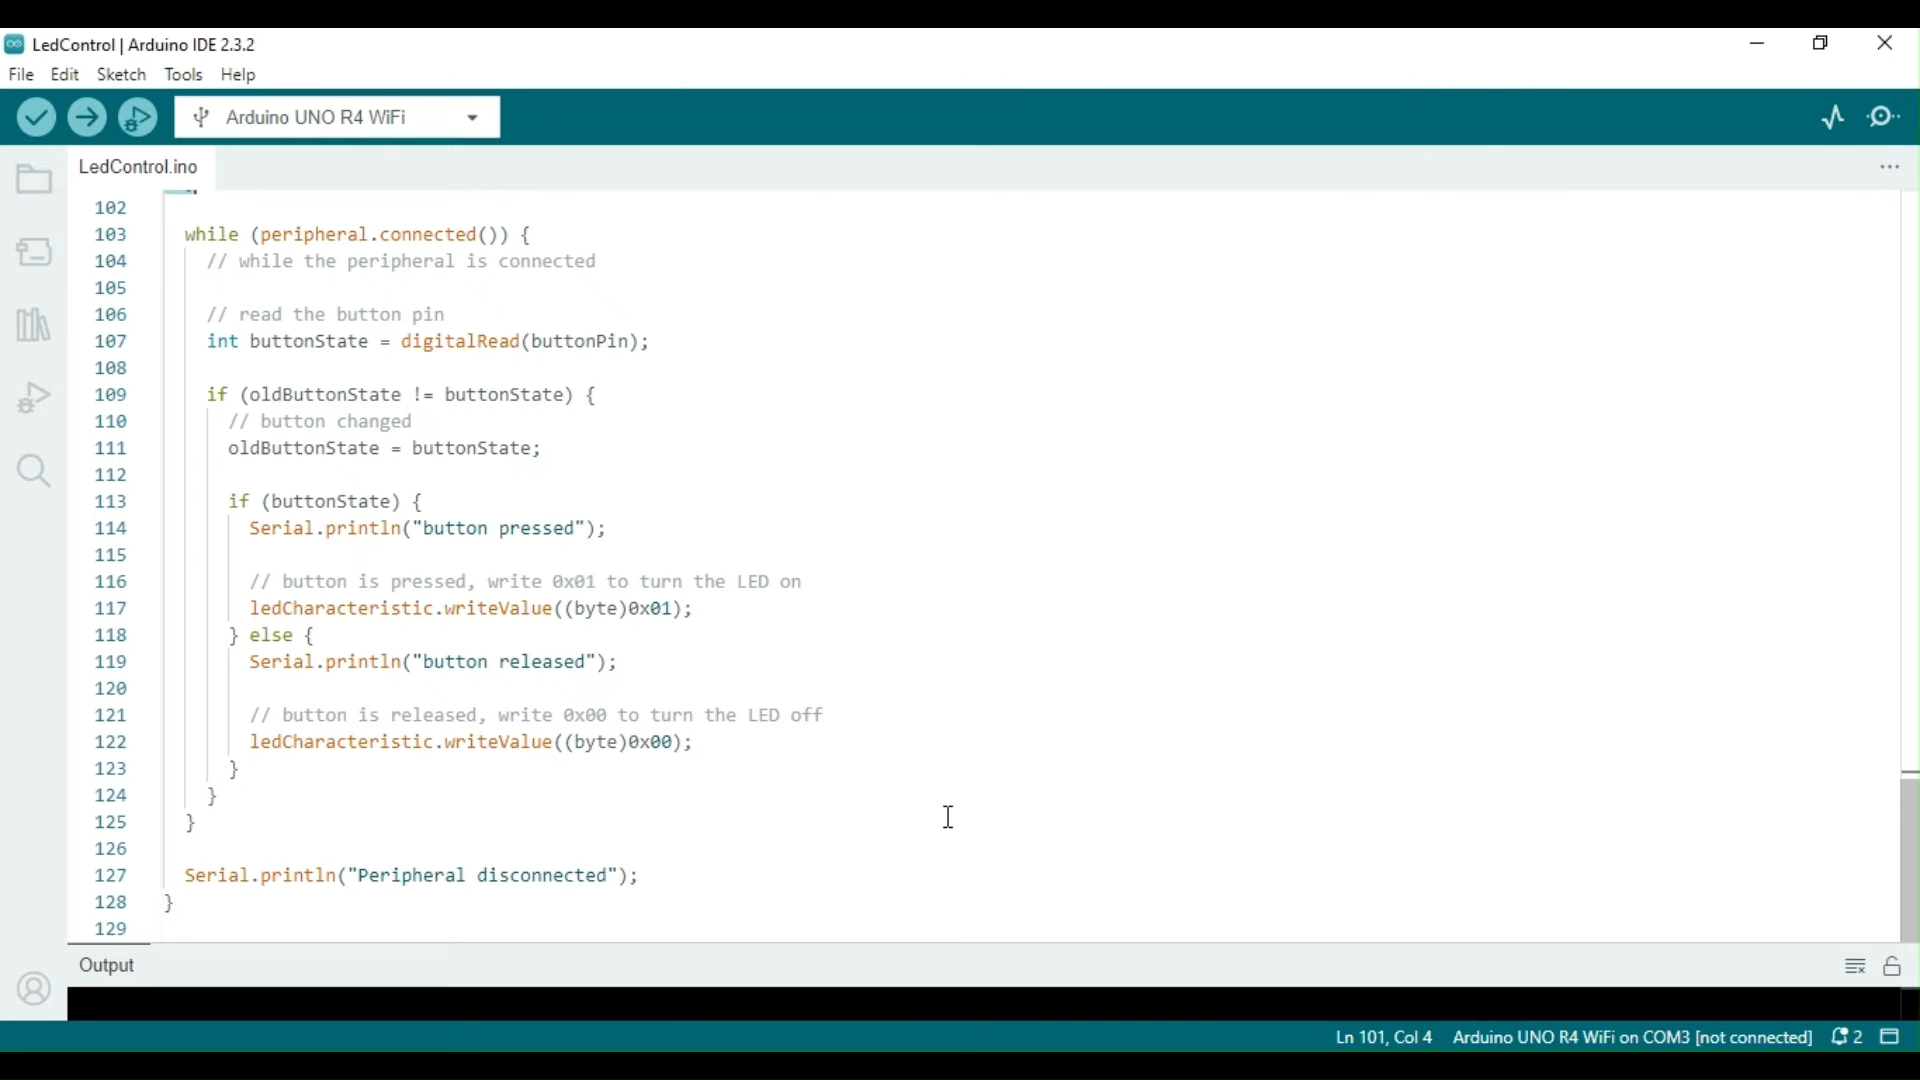 LedControl | Arduino IDE 2.3.2
File Edit Sketch Tools Help
Arduino UNO R4 WiFi
LedControl.ino
102
103 while (peripheral.connected()) {
104 // while the peripheral is connected
105
106 // read the button pin
107 int buttonState = digitalRead(buttonPin);
108
109 if (oldButtonState != buttonState) {
110 // button changed
111 oldButtonState = buttonState;
112
113 if (buttonState) {
114 Serial.println("button pressed");
115
116 // button is pressed, write 0x01 to turn the LED on
117 ledCharacteristic.writeValue((byte)0x01);
118 } else {
119 Serial.println("button released");
120
121 // button is released, write 0x00 to turn the LED off
122 ledCharacteristic.writeValue((byte)0x00);
123 }
124 }
125 }
126
127 Serial.println("Peripheral disconnected");
128 }
129
Output
Ln 101, Col 4 Arduino UNO R4 WiFi on COM3 [not connected] 2